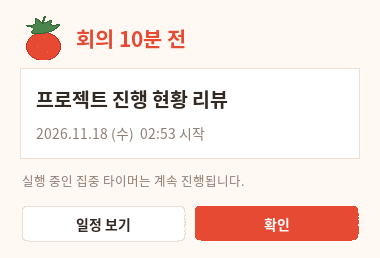 회의 10분 전
프로젝트 진행 현황 리뷰
2026.11.18 (수) 02:53 시작
실행 중인 집중 타이머는 계속 진행됩니다.
일정 보기
확인